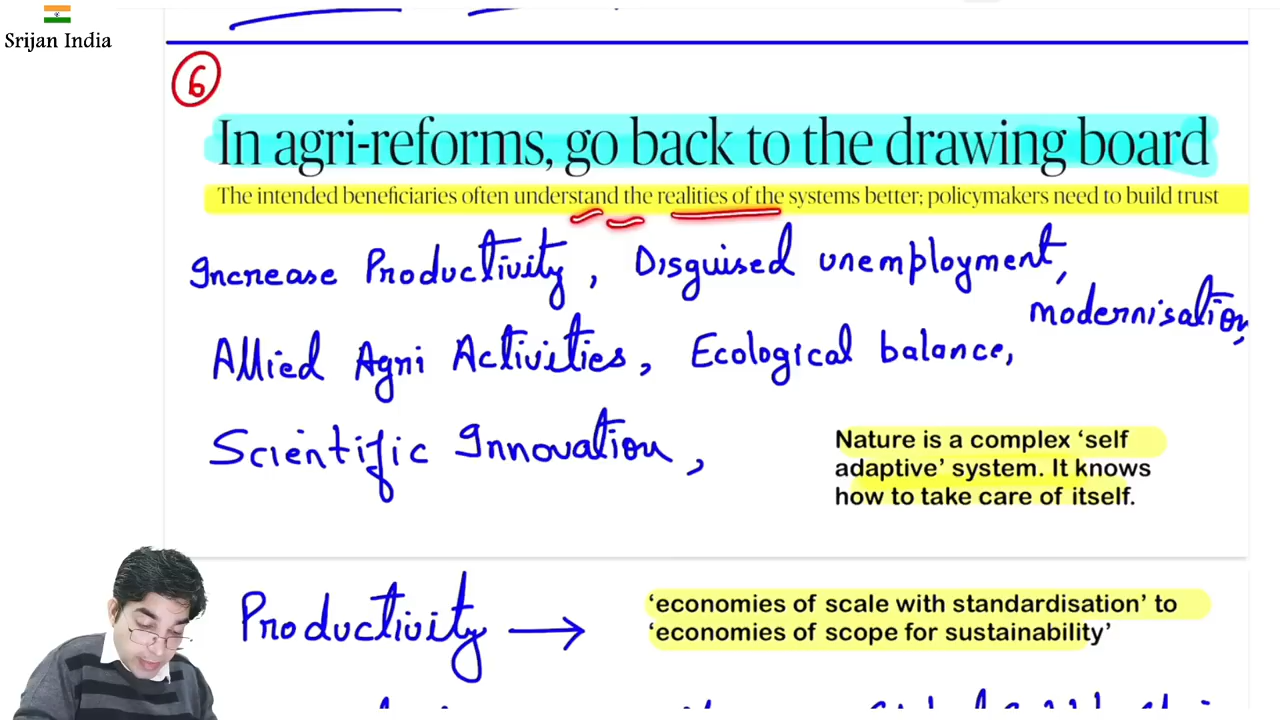 Srijan India
6
In agri-reforms, go back to the drawing board
The intended beneficiaries often understand the realities of the systems better; policymakers need to build trust
Increase Productivity, Disguised unemployment,
modernisation,
Allied Agri Activities, Ecological balance,
Scientific Innovation,
Nature is a complex ‘self
adaptive’ system. It knows
how to take care of itself.
Productivity →
‘economies of scale with standardisation’ to
‘economies of scope for sustainability’